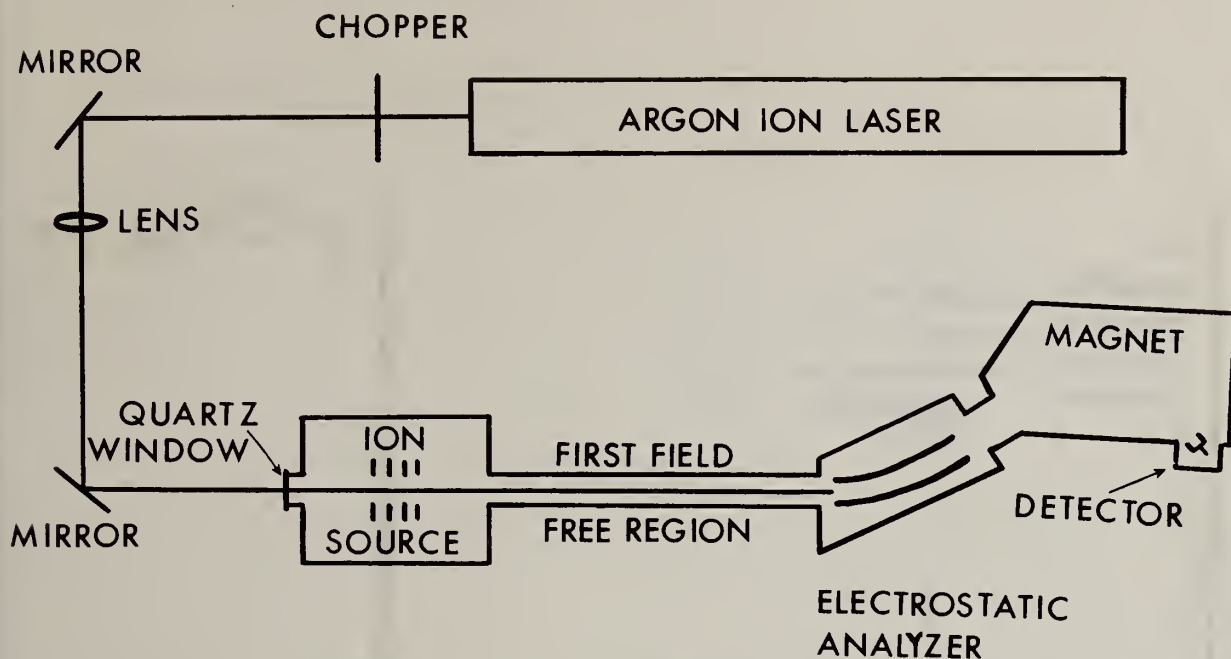 CHOPPER
MIRROR
ARGON ION LASER
LENS
MAGNET
QUARTZ
WINDOW
ION
SOURCE
FIRST FIELD
FREE REGION
MIRROR
DETECTOR
ELECTROSTATIC
ANALYZER